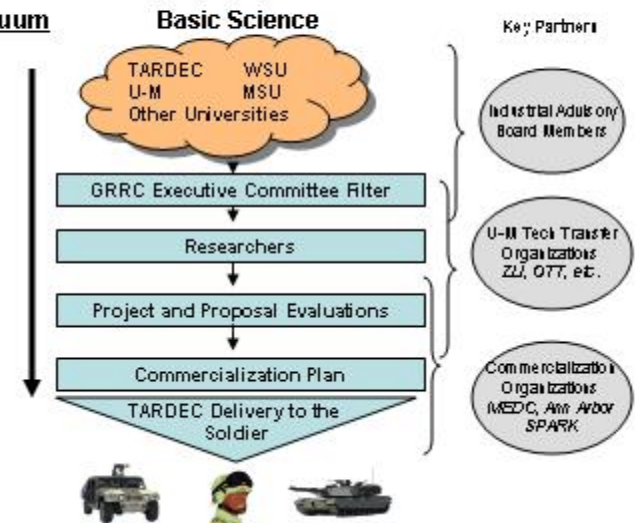 uum
Basic Science
Key Partners
TARDEC WSU
U-M MSU
Other Universities
GRRC Executive Committee Filter
Researchers
Project and Proposal Evaluations
Commercialization Plan
TARDEC Delivery to the
Soldier
Industrial Advisory
Board Members
U-M Tech Transfer
Organizations
ZLI, OTT, etc.
Commercialization
Organizations
(MEDC, Ann Arbor
SPARK